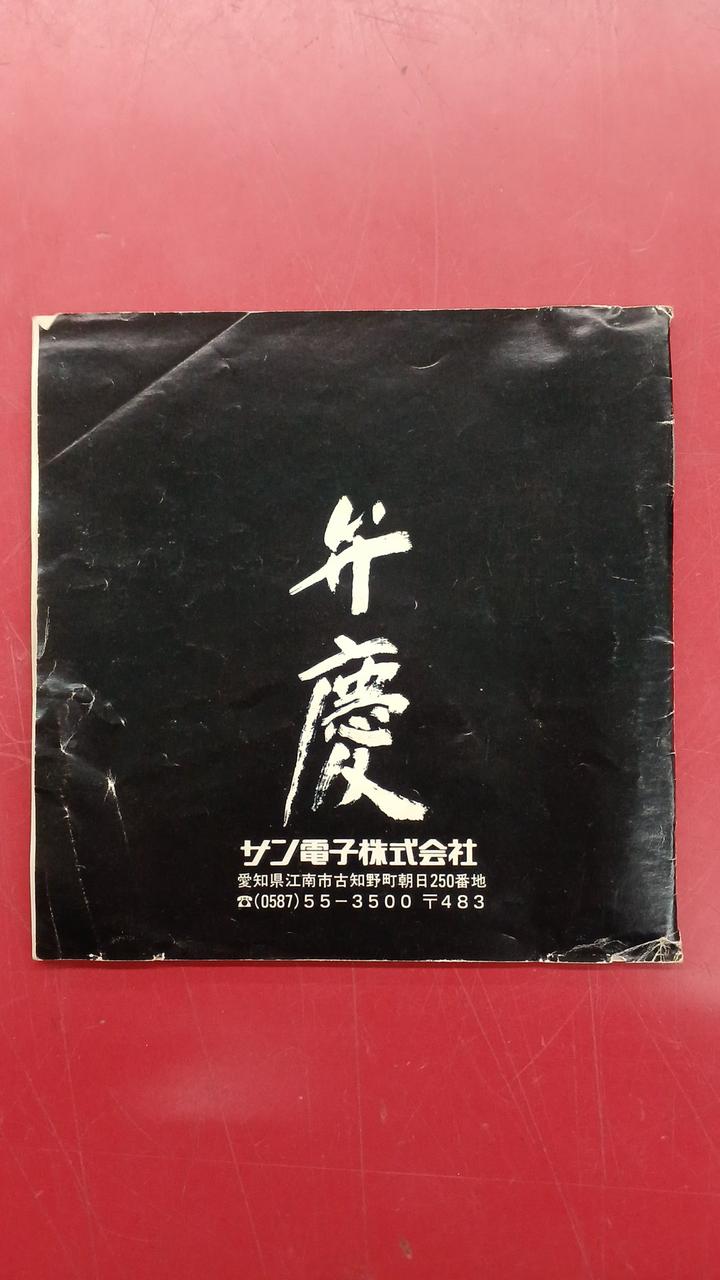 弁慶
サン電子株式会社
愛知県江南市古知野町朝日250番地
☎(0587)55-3500 〒483